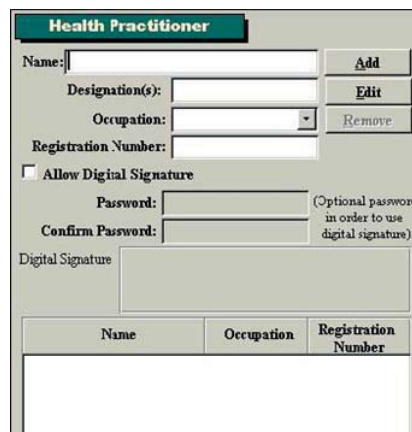 Health Practitioner
Name: Add
Designation(s): Edit
Occupation: Remove
Registration Number:
Allow Digital Signature
Password: (Optional passwor
in order to use
Confirm Password: digital signature)
Digital Signature
Name Occupation Registration
Number